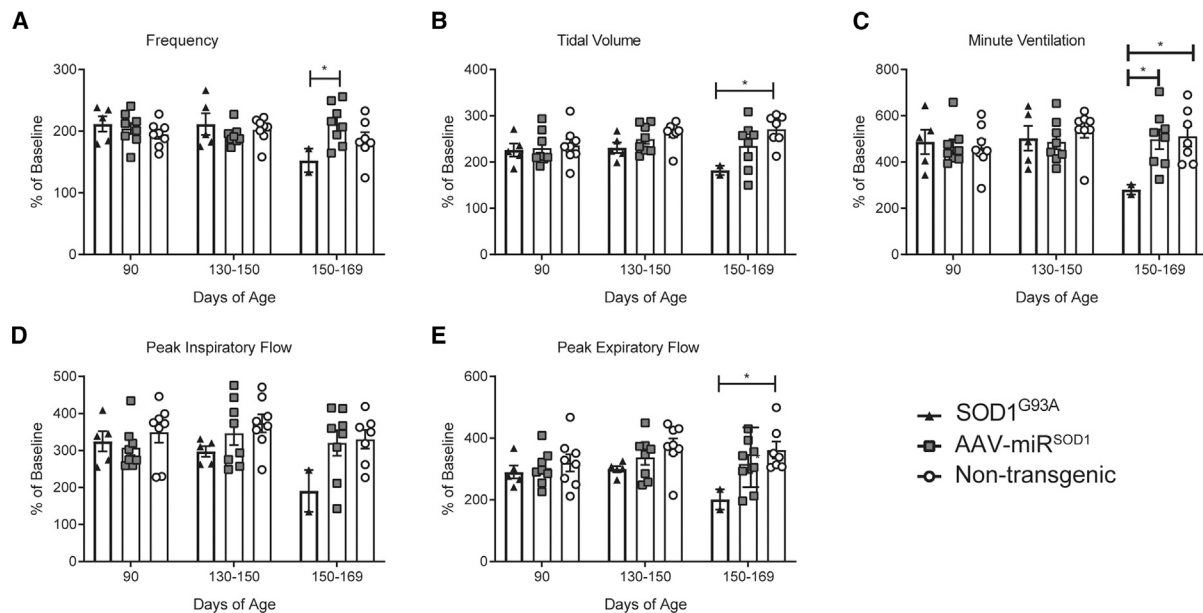 A
Frequency
% of Baseline
300
200
100
0
*
90
130-150
150-169
Days of Age
B
Tidal Volume
% of Baseline
400
300
200
100
0
*
90
130-150
150-169
Days of Age
C
Minute Ventilation
% of Baseline
800
600
400
200
0
*
*
90
130-150
150-169
Days of Age
D
Peak Inspiratory Flow
% of Baseline
500
400
300
200
100
0
90
130-150
150-169
Days of Age
E
Peak Expiratory Flow
% of Baseline
600
400
200
0
*
90
130-150
150-169
Days of Age
SOD1^G93A
AAV-miR^SOD1
Non-transgenic